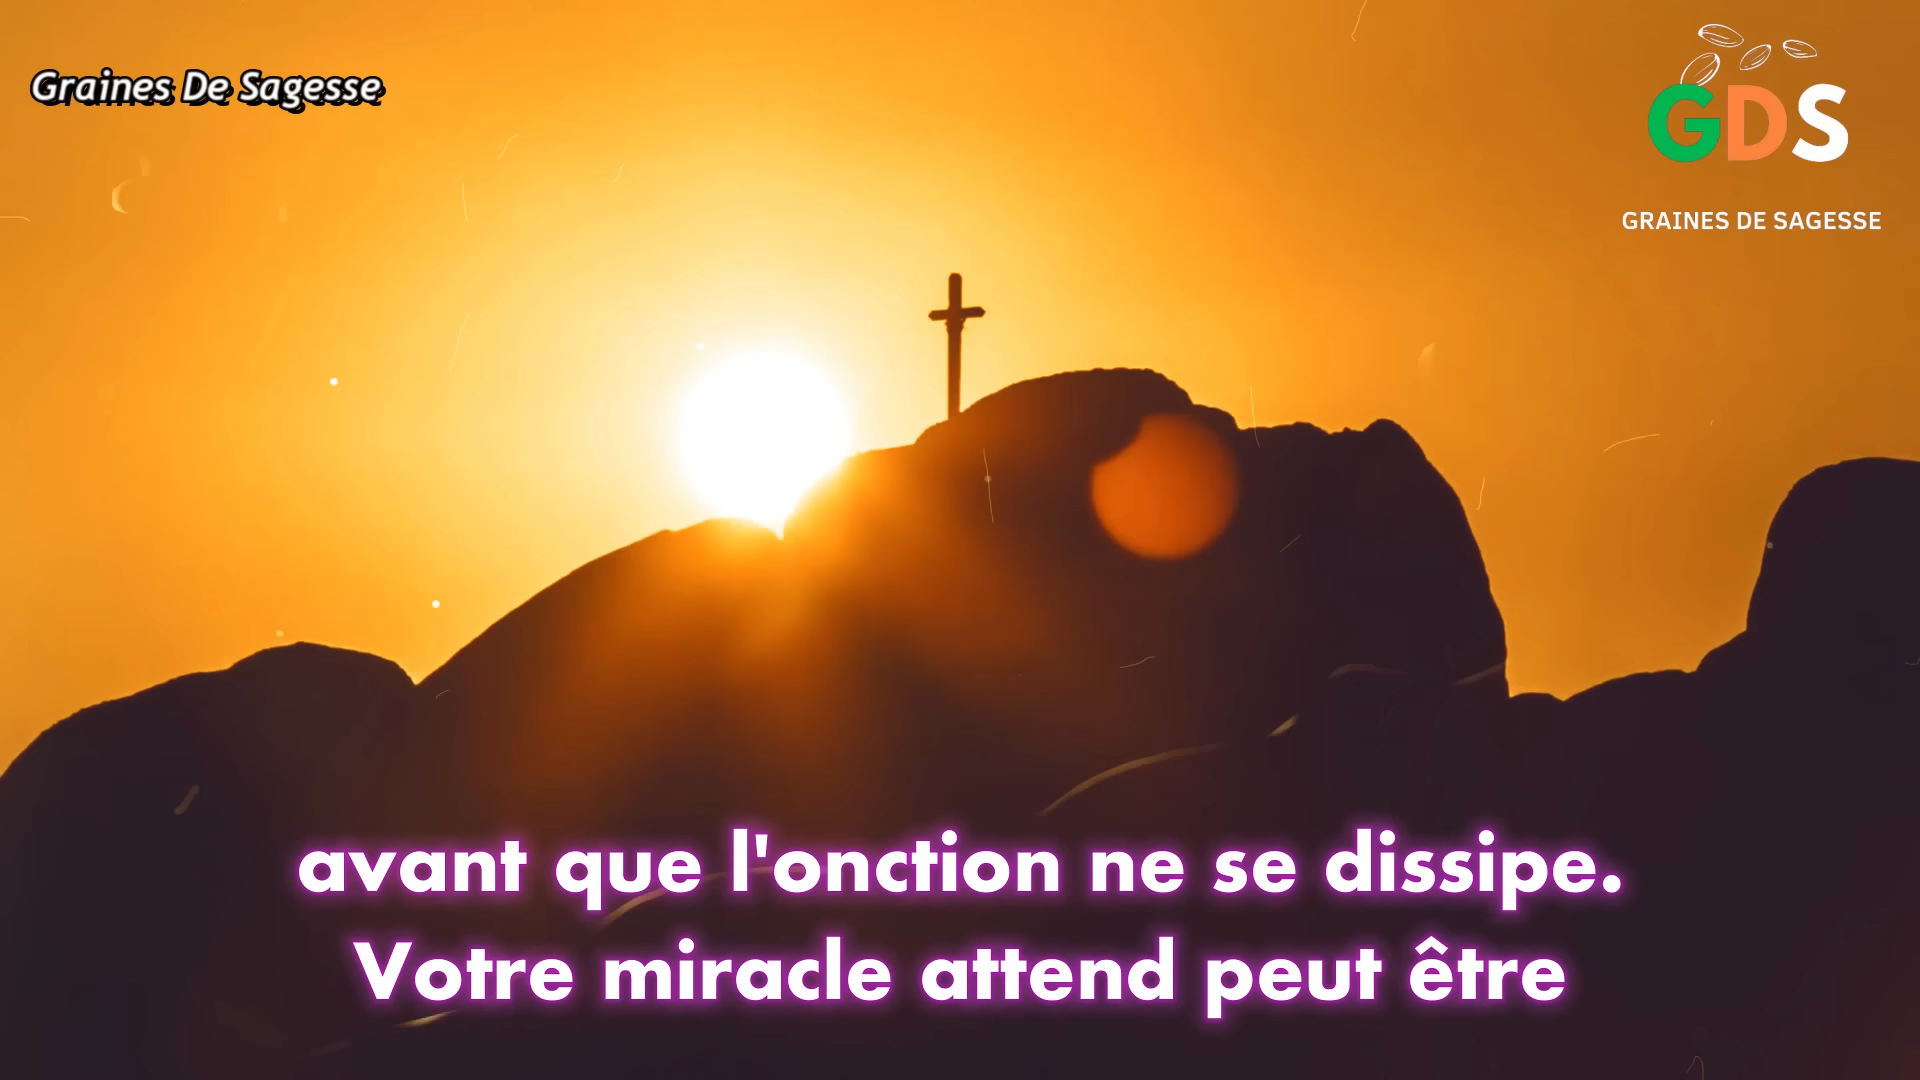 Graines De Sagesse
GDS
GRAINES DE SAGESSE
avant que l'onction ne se dissipe.
Votre miracle attend peut être